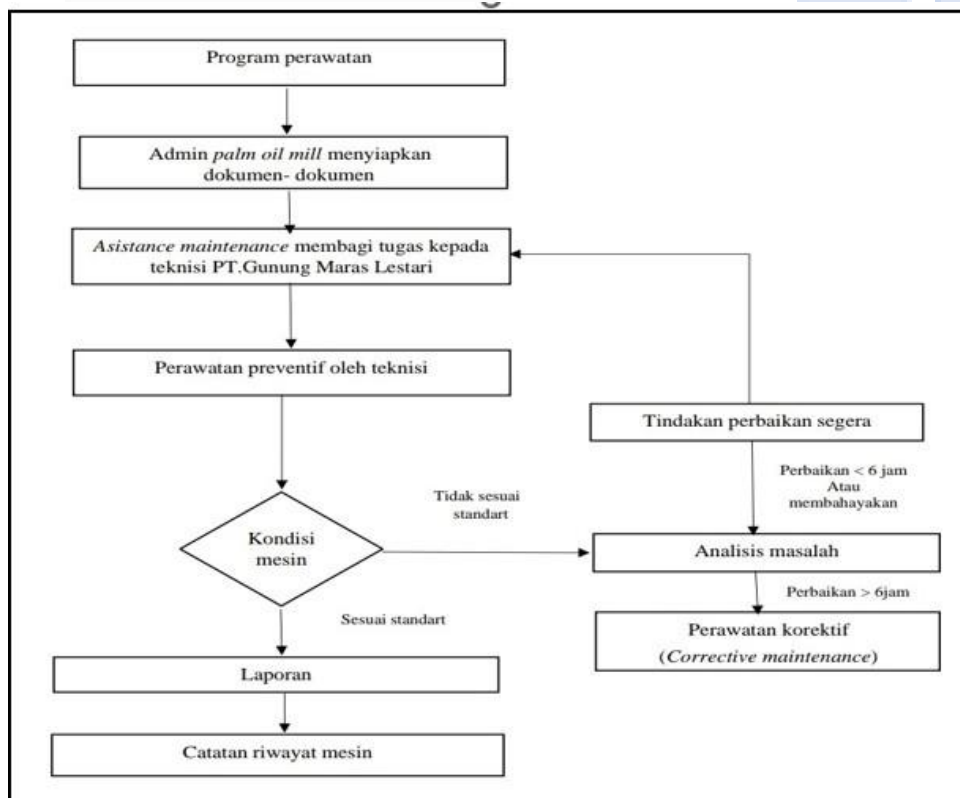 Program perawatan
Admin palm oil mill menyiapkan
dokumen- dokumen
Asistance maintenance membagi tugas kepada
teknisi PT.Gunung Maras Lestari
Perawatan preventif oleh teknisi
Tindakan perbaikan segera
Perbaikan < 6 jam
Atau
membahayakan
Tidak sesuai
standart
Kondisi
mesin
Analisis masalah
Perbaikan > 6jam
Sesuai standart
Perawatan korektif
(Corrective maintenance)
Laporan
Catatan riwayat mesin